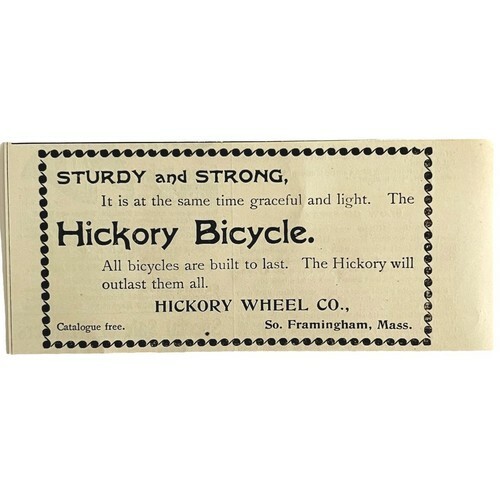 STURDY and STRONG,
It is at the same time graceful and light. The
Hickory Bicycle.
All bicycles are built to last. The Hickory will
outlast them all.
HICKORY WHEEL CO.,
Catalogue free. So. Framingham, Mass.